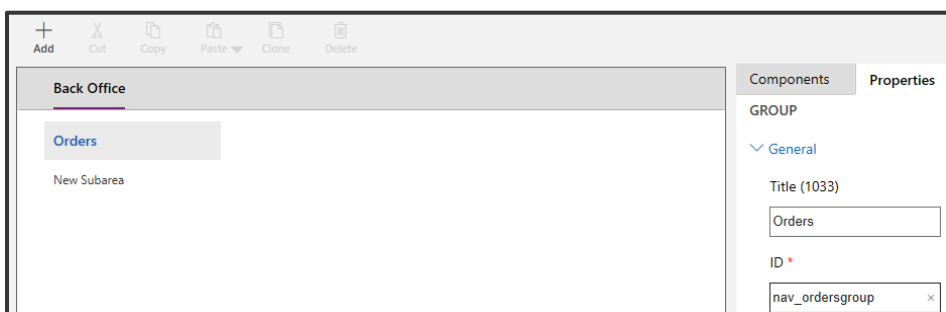 Add Cut Copy Paste Clone Delete
Back Office
Orders
New Subarea
Components Properties
GROUP
General
Title (1033)
Orders
ID *
nav_ordersgroup ×